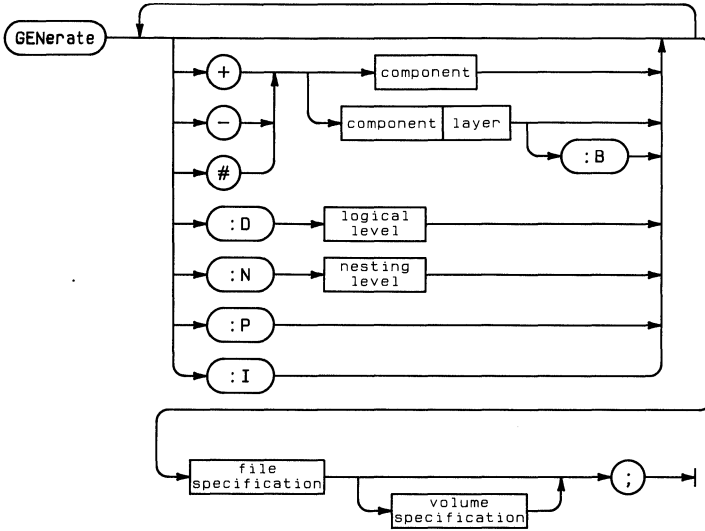 GENerate
+
component
-
component layer
:B
#
:D
logical
level
:N
nesting
level
:P
:I
file
specification
;
volume
specification